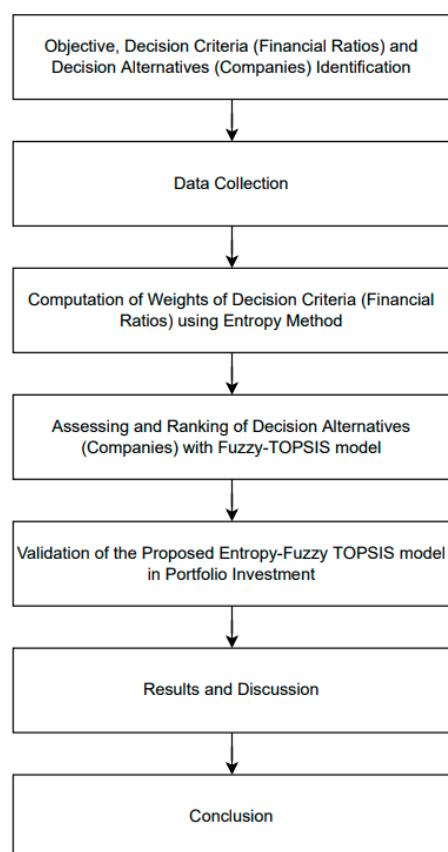 Objective, Decision Criteria (Financial Ratios) and
Decision Alternatives (Companies) Identification
Data Collection
Computation of Weights of Decision Criteria (Financial
Ratios) using Entropy Method
Assessing and Ranking of Decision Alternatives
(Companies) with Fuzzy-TOPSIS model
Validation of the Proposed Entropy-Fuzzy TOPSIS model
in Portfolio Investment
Results and Discussion
Conclusion